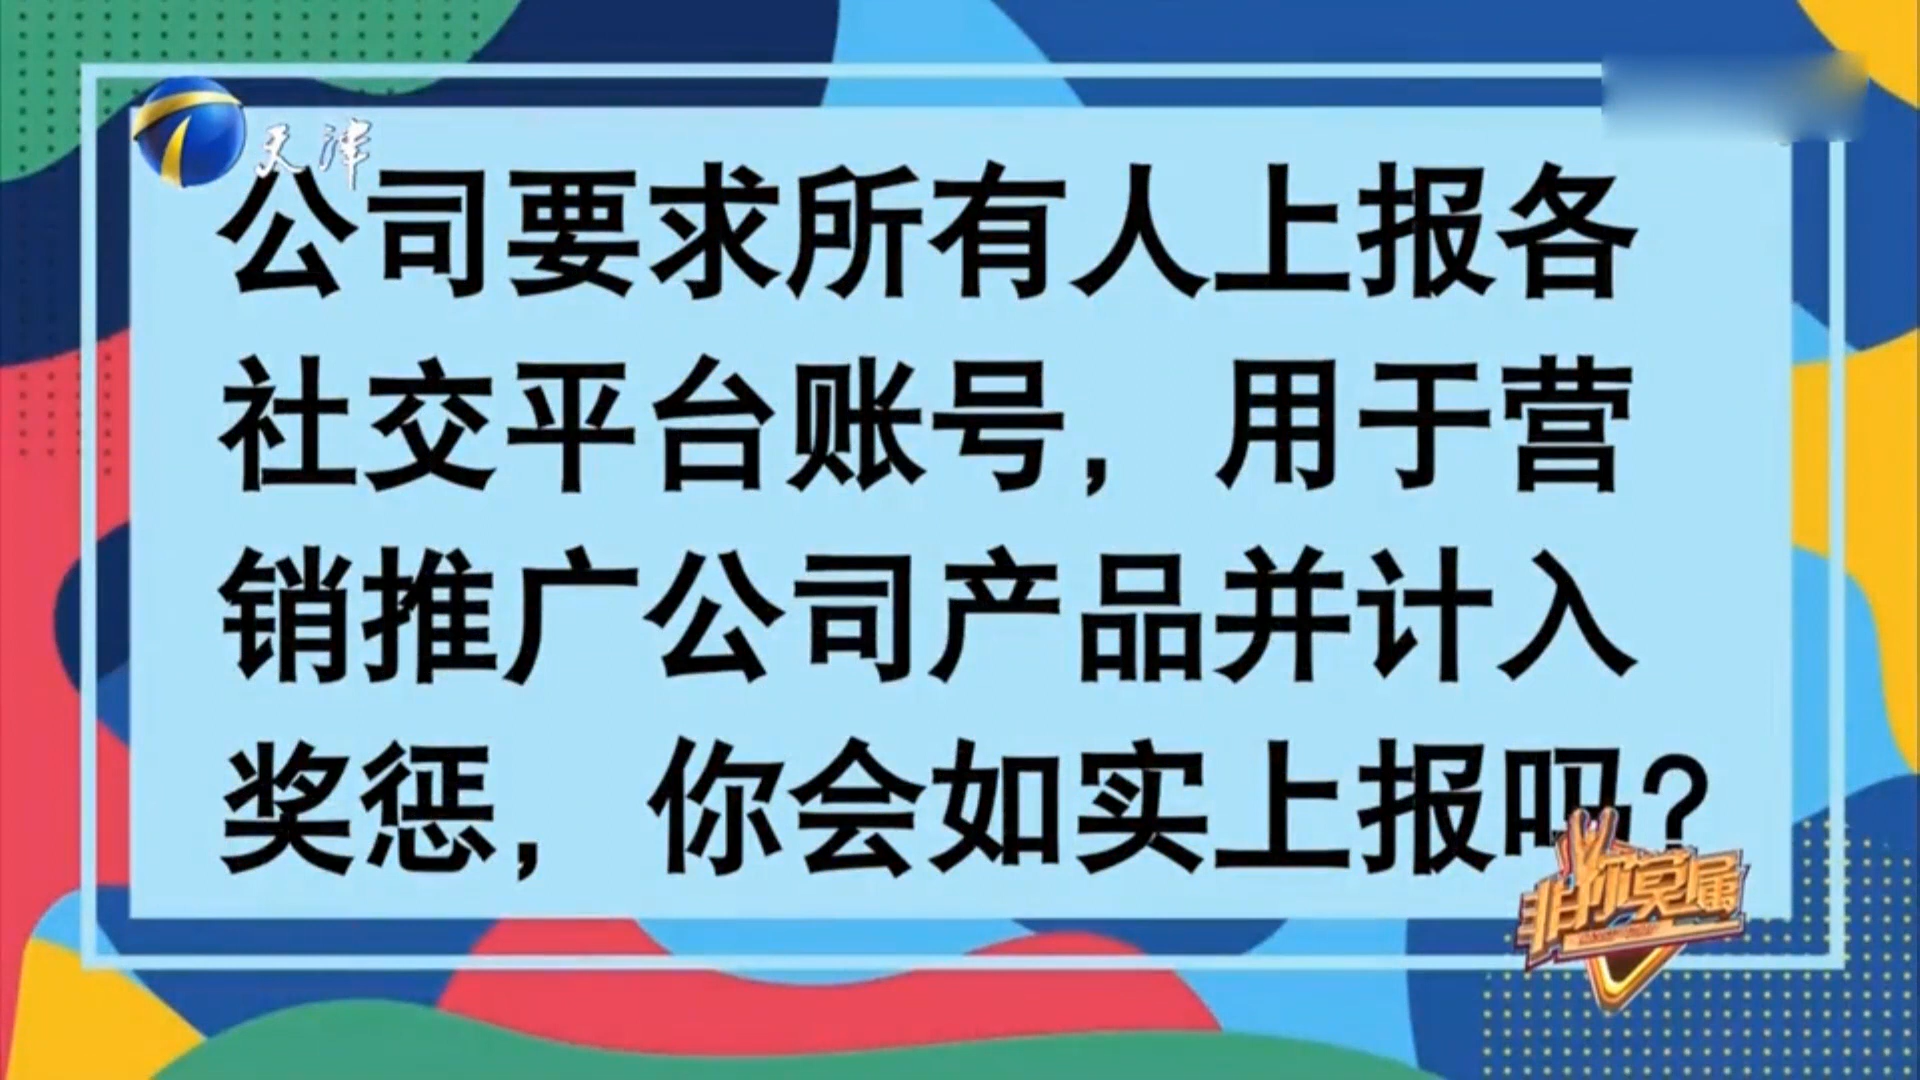 天津
公司要求所有人上报各
社交平台账号，用于营
销推广公司产品并计入
奖惩，你会如实上报吗？
非你莫属